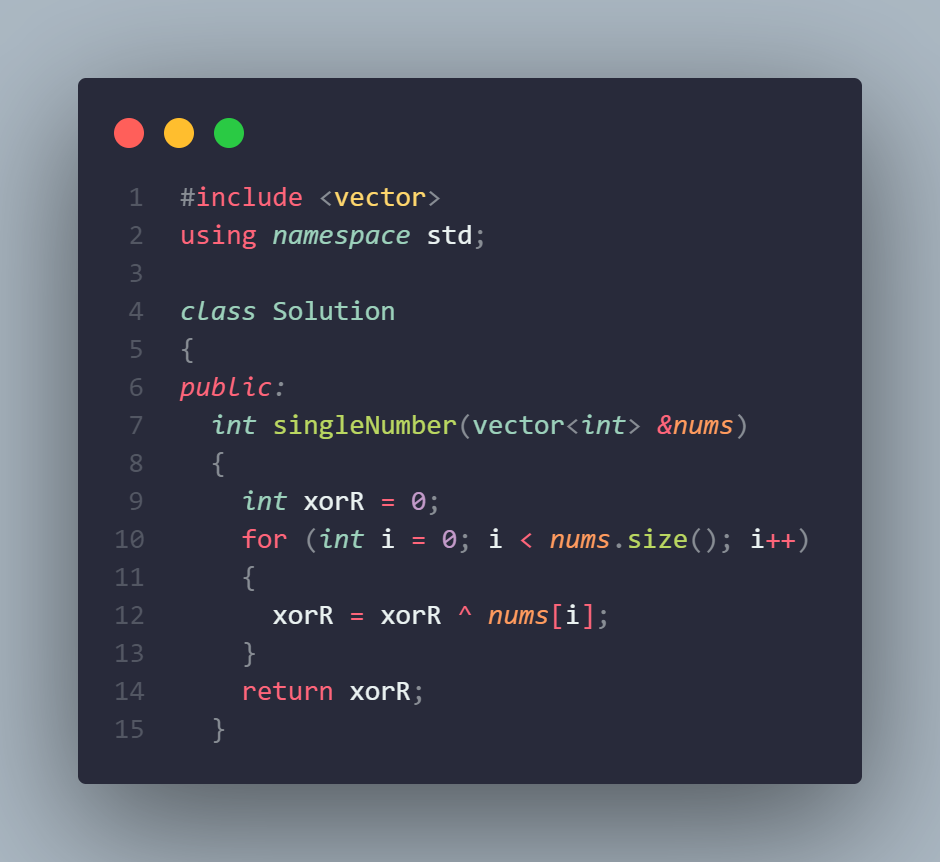 1 #include <vector>
2 using namespace std;
3
4 class Solution
5 {
6 public:
7   int singleNumber(vector<int> &nums)
8   {
9     int xorR = 0;
10     for (int i = 0; i < nums.size(); i++)
11     {
12       xorR = xorR ^ nums[i];
13     }
14     return xorR;
15   }